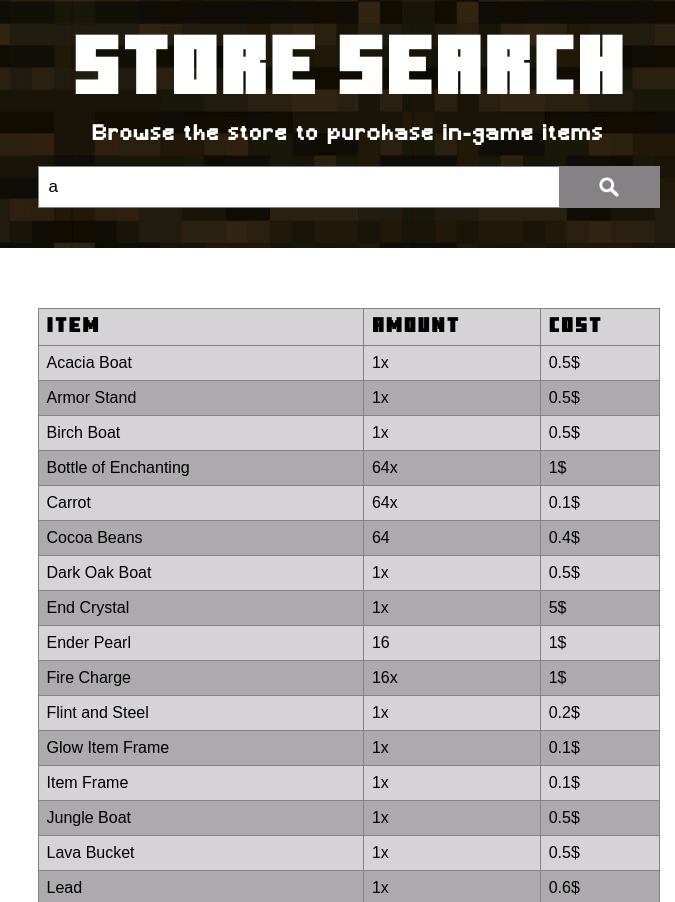 STORE SEARCH
Browse the store to purchase in-game items
a
ITEM AMOUNT COST
Acacia Boat 1x 0.5$
Armor Stand 1x 0.5$
Birch Boat 1x 0.5$
Bottle of Enchanting 64x 1$
Carrot 64x 0.1$
Cocoa Beans 64 0.4$
Dark Oak Boat 1x 0.5$
End Crystal 1x 5$
Ender Pearl 16 1$
Fire Charge 16x 1$
Flint and Steel 1x 0.2$
Glow Item Frame 1x 0.1$
Item Frame 1x 0.1$
Jungle Boat 1x 0.5$
Lava Bucket 1x 0.5$
Lead 1x 0.6$